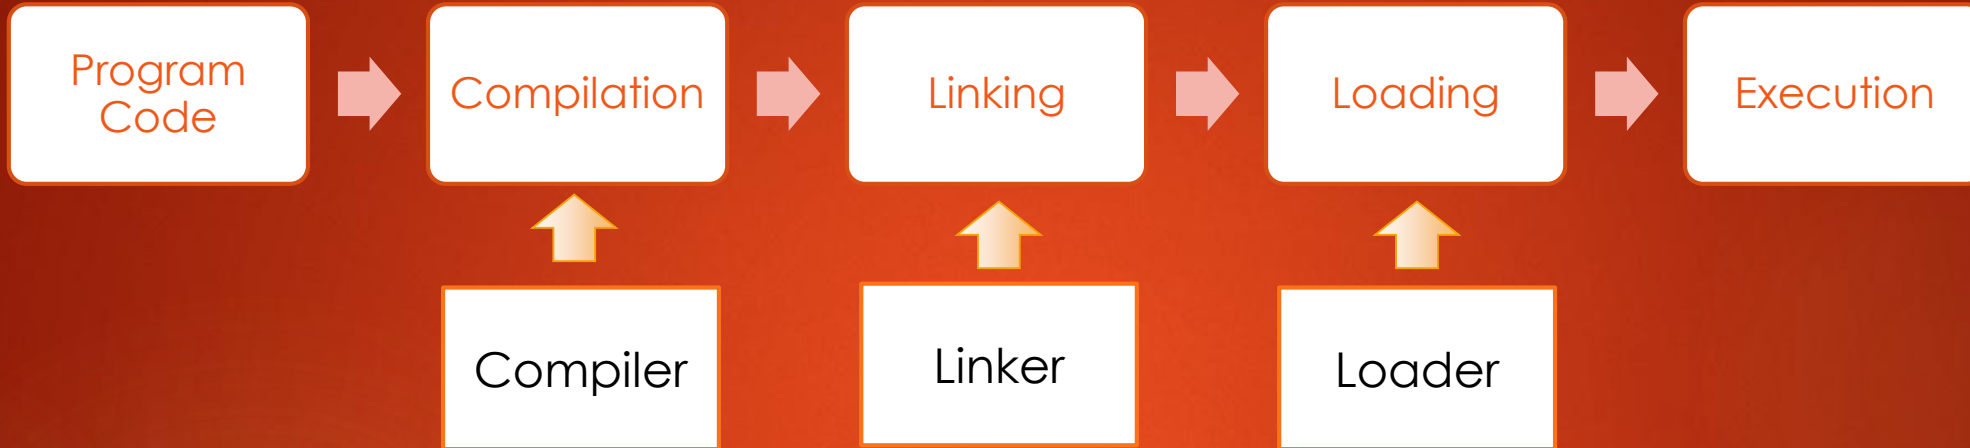 Program
Code
Compilation
Linking
Loading
Execution
Compiler
Linker
Loader